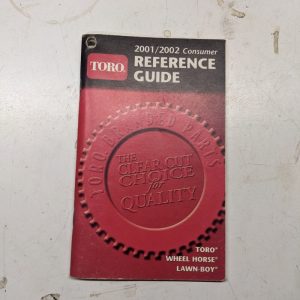 2001/2002 Consumer
TORO.
REFERENCE
GUIDE
TORO BRANDED PARTS
THE
CLEAR CUT
CHOICE
for
QUALITY
TORO®
WHEEL HORSE®
LAWN-BOY®